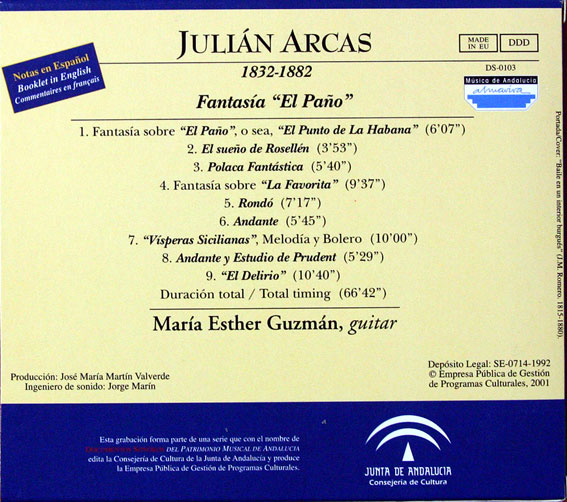 JULIÁN ARCAS
1832-1882
Fantasía “El Paño”
MADE IN EU
DDD
DS-0103
Música de Andalucía
almaviva
Notas en Español
Booklet in English
Commentaires en français
1. Fantasía sobre “El Paño”, o sea, “El Punto de La Habana” (6'07”)
2. El sueño de Rosellén (3'53”)
3. Polaca Fantástica (5'40”)
4. Fantasía sobre “La Favorita” (9'37”)
5. Rondó (7'17”)
6. Andante (5'45”)
7. “Vísperas Sicilianas”, Melodía y Bolero (10'00”)
8. Andante y Estudio de Prudent (5'29”)
9. “El Delirio” (10'40”)
Duración total / Total timing (66'42”)
María Esther Guzmán, guitar
Portada/Cover: “Baile en un interior burgués” (J.M. Romero. 1815-1880).
Producción: José María Martín Valverde
Ingeniero de sonido: Jorge Marín
Depósito Legal: SE-0714-1992
© Empresa Pública de Gestión
de Programas Culturales, 2001
Esta grabación forma parte de una serie que con el nombre de
DOCUMENTOS SONOROS DEL PATRIMONIO MUSICAL DE ANDALUCÍA
edita la Consejería de Cultura de la Junta de Andalucía y produce
la Empresa Pública de Gestión de Programas Culturales.
JUNTA DE ANDALUCIA
Consejería de Cultura